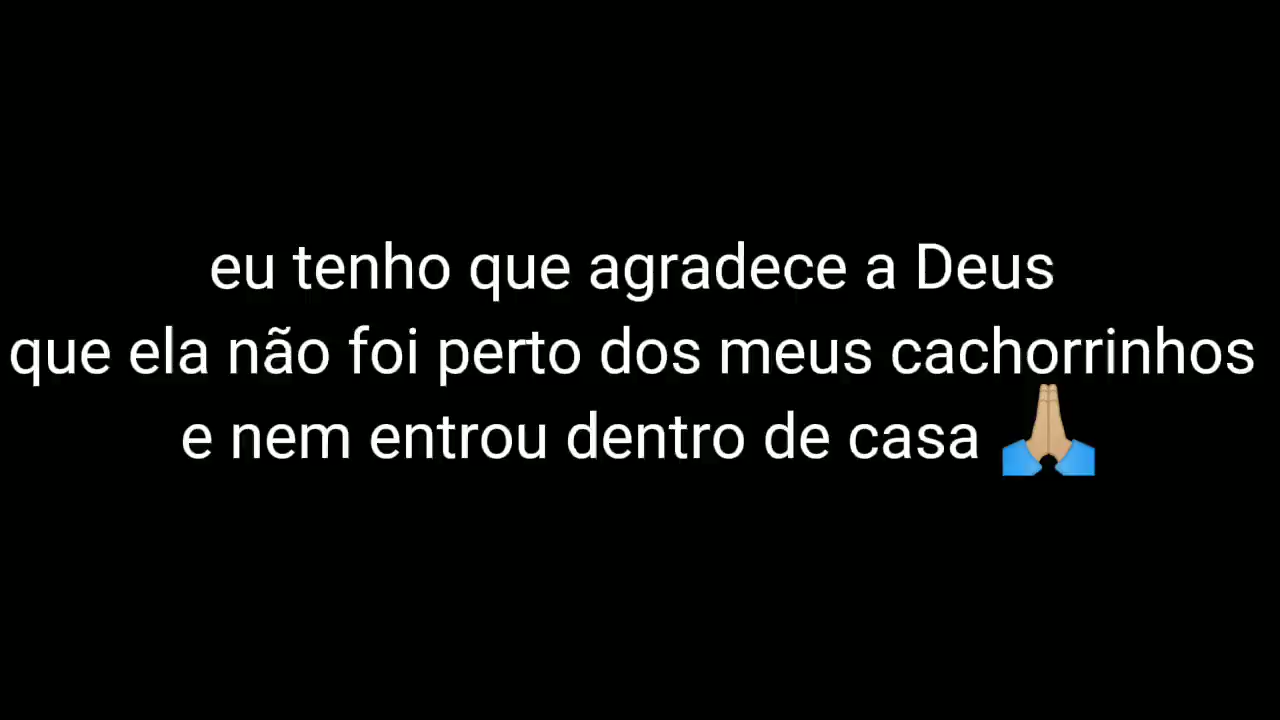 eu tenho que agradece a Deus
que ela não foi perto dos meus cachorrinhos
e nem entrou dentro de casa 🙏🏼